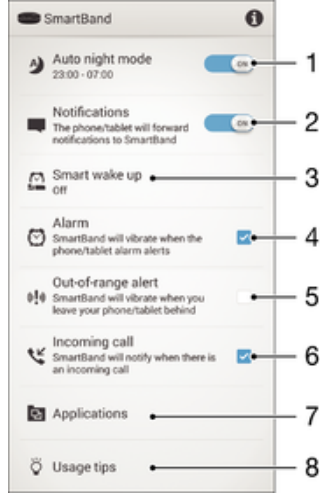 SmartBand
Auto night mode
23:00 - 07:00
ON
1
Notifications
The phone/tablet will forward
notifications to SmartBand
ON
2
Smart wake up
Off
3
Alarm
SmartBand will vibrate when the
phone/tablet alarm alerts
4
Out-of-range alert
SmartBand will vibrate when you
leave your phone/tablet behind
5
Incoming call
SmartBand will notify when there is
an incoming call
6
Applications
7
Usage tips
8